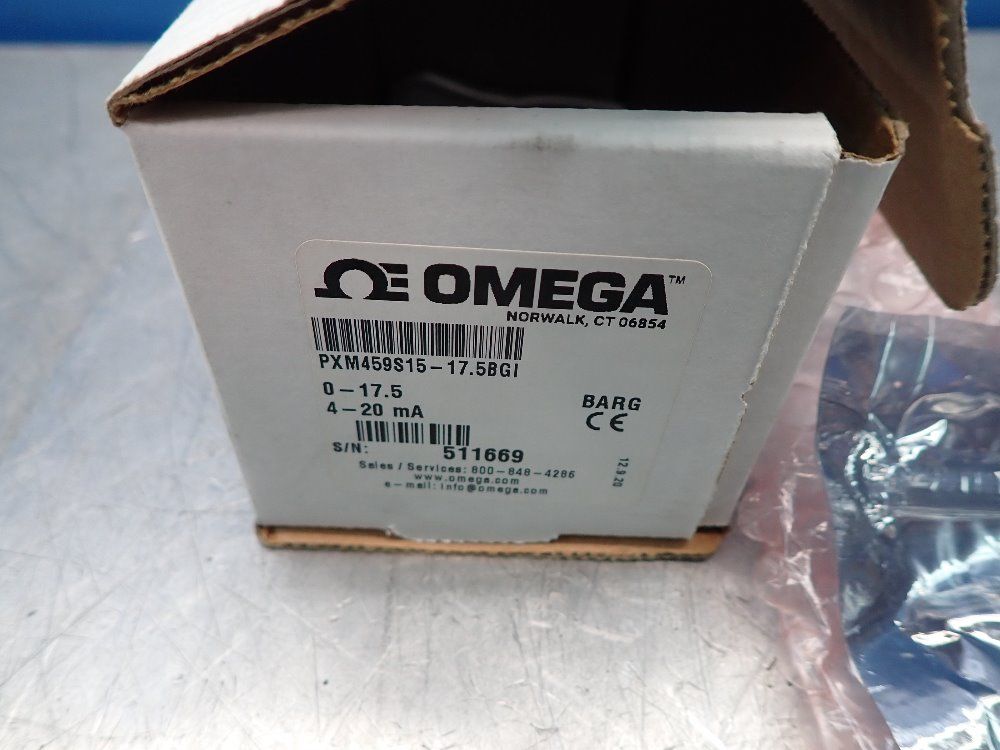 ΩE OMEGA™
NORWALK, CT 06854
PXM459S15-17.5BGI
0-17.5 BARG
4-20 mA CE
S/N: 511669
Sales / Services: 800-848-4286
www.omega.com
e-mail: info@omega.com
12.9.20